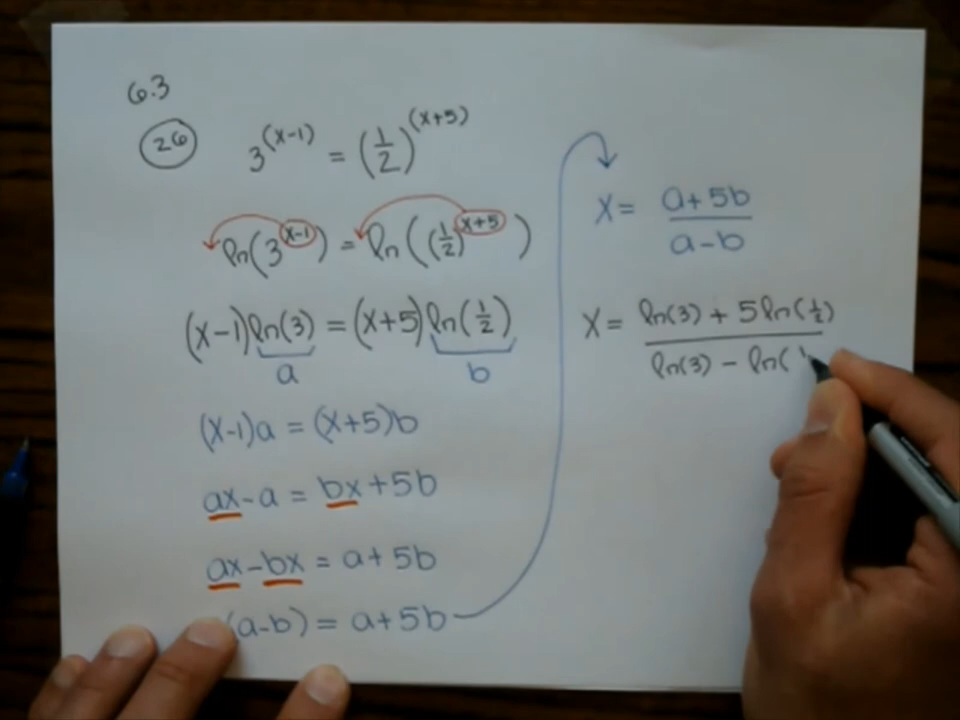 6.3
26
3^(x-1) = (1/2)^(x+5)
ln(3^x-1) = ln((1/2)^x+5)
(x-1)ln(3) = (x+5)ln(1/2)
a b
(x-1)a = (x+5)b
ax-a = bx+5b
ax-bx = a+5b
(a-b) = a+5b
x = a+5b
a-b
x = ln(3) + 5ln(1/2)
ln(3) - ln(